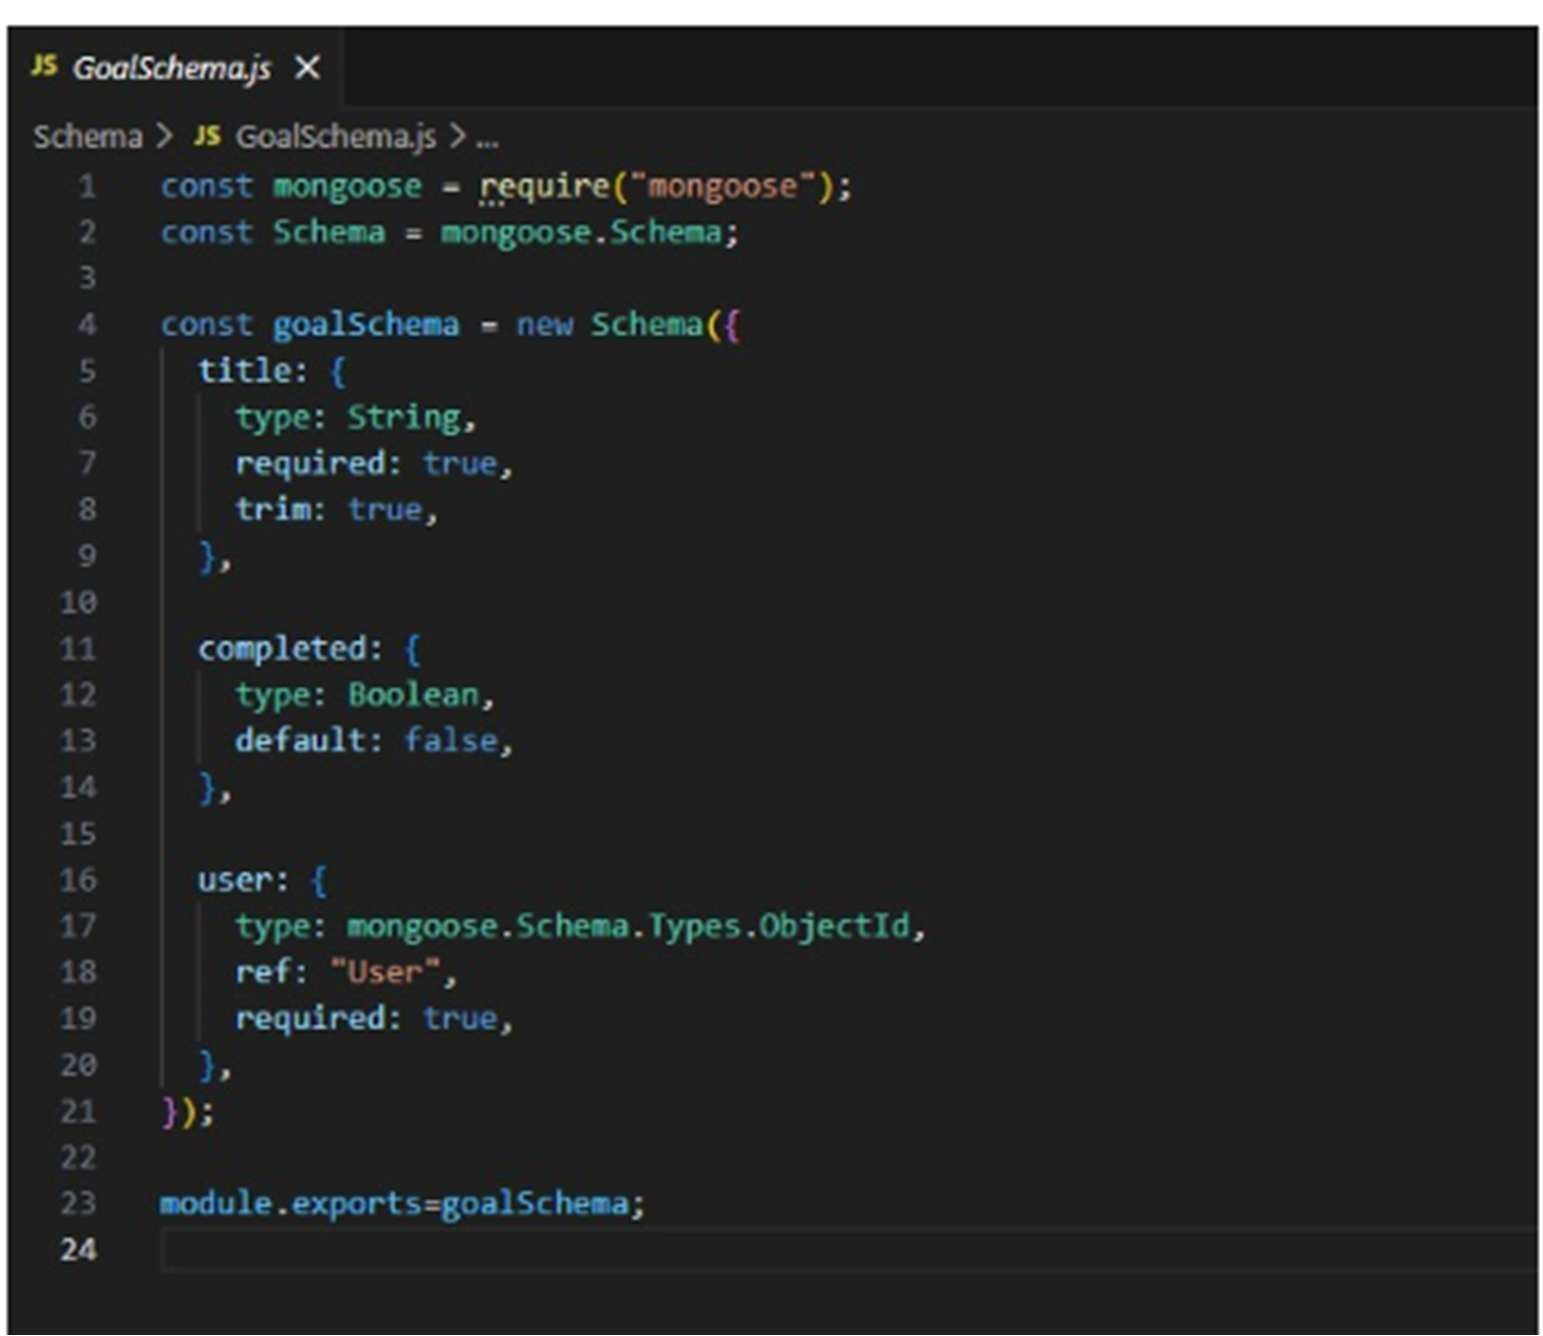 JS GoalSchema.js ×
Schema > JS GoalSchema.js > ...
1 const mongoose = require("mongoose");
2 const Schema = mongoose.Schema;
3
4 const goalSchema = new Schema({
5   title: {
6     type: String,
7     required: true,
8     trim: true,
9   },
10
11   completed: {
12     type: Boolean,
13     default: false,
14   },
15
16   user: {
17     type: mongoose.Schema.Types.ObjectId,
18     ref: "User",
19     required: true,
20   },
21 });
22
23 module.exports=goalSchema;
24